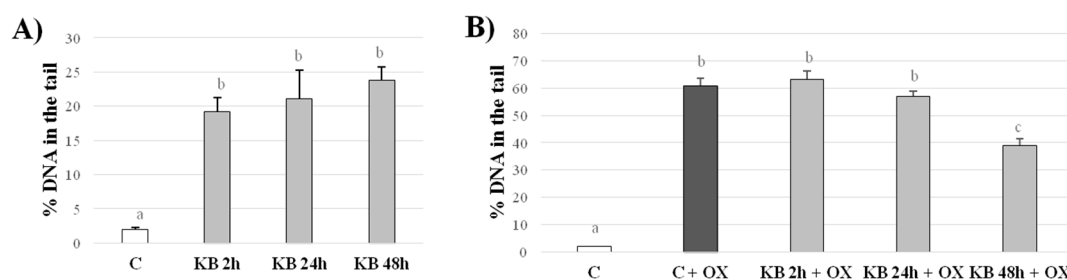 A)
% DNA in the tail
30
25
20
15
10
5
0
a
b
b
b
C
KB 2h
KB 24h
KB 48h
B)
% DNA in the tail
80
70
60
50
40
30
20
10
0
a
b
b
b
c
C
C + OX
KB 2h + OX
KB 24h + OX
KB 48h + OX